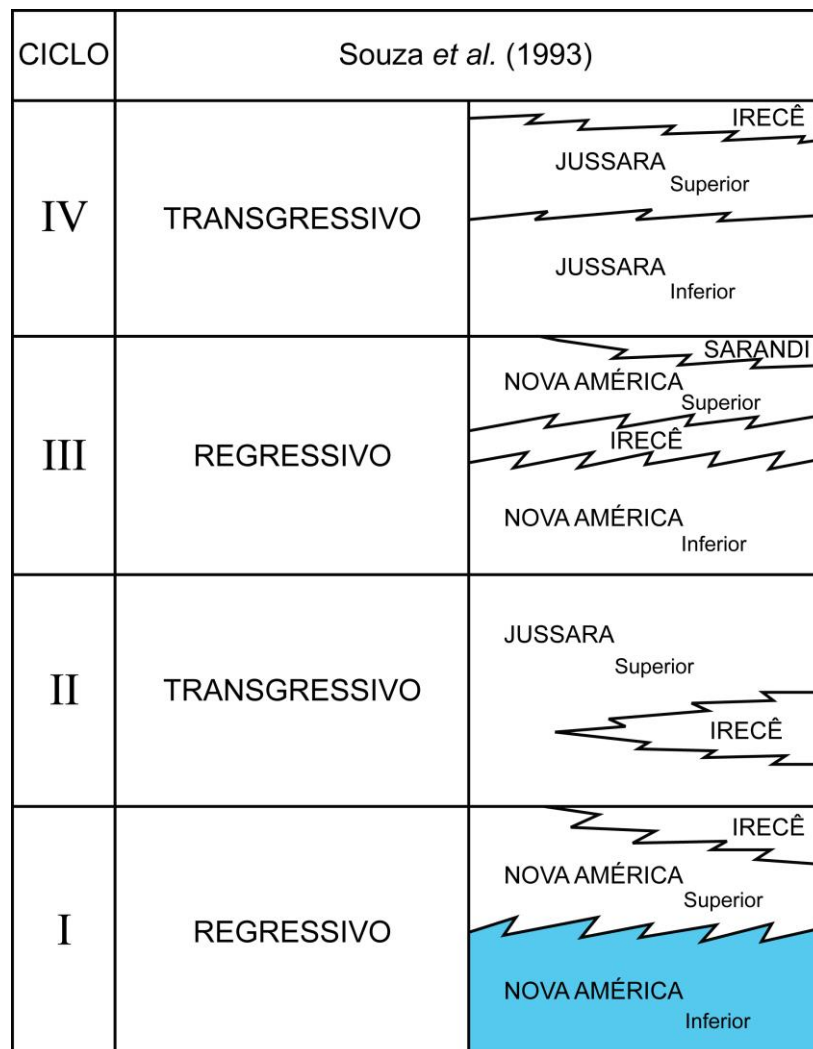 CICLO
Souza et al. (1993)
IV
TRANSGRESSIVO
IRECÊ
JUSSARA
Superior
JUSSARA
Inferior
III
REGRESSIVO
SARANDI
NOVA AMÉRICA
Superior
IRECÊ
NOVA AMÉRICA
Inferior
II
TRANSGRESSIVO
JUSSARA
Superior
IRECÊ
I
REGRESSIVO
IRECÊ
NOVA AMÉRICA
Superior
NOVA AMÉRICA
Inferior